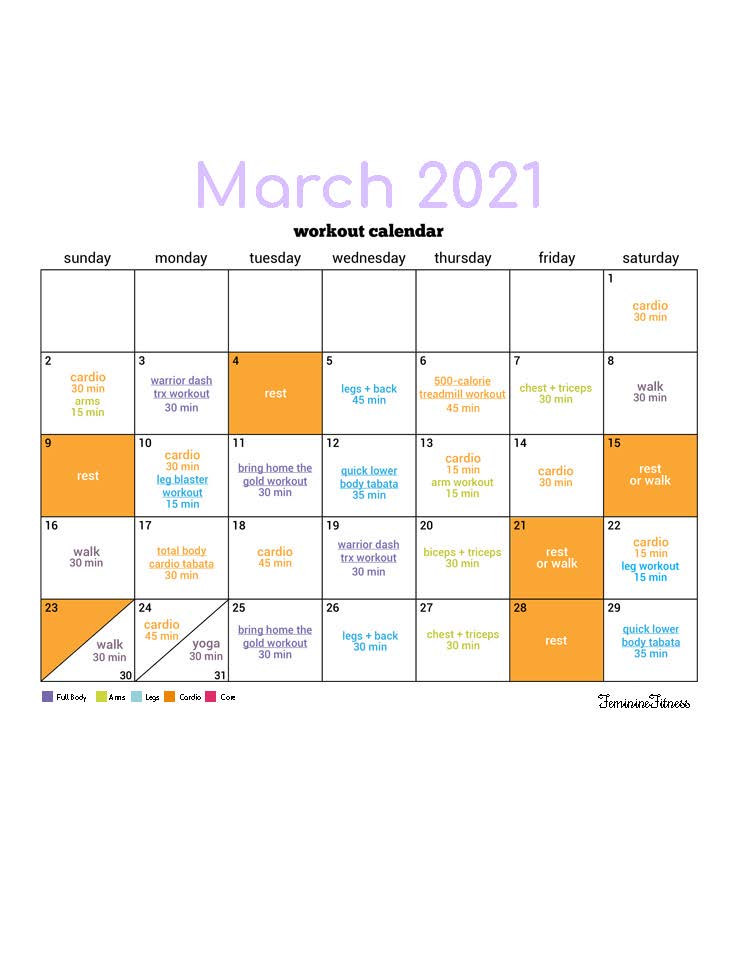 March 2021
workout calendar
sunday monday tuesday wednesday thursday friday saturday
1
cardio
30 min
2
cardio
30 min
arms
15 min
3
warrior dash
trx workout
30 min
4
rest
5
legs + back
45 min
6
500-calorie
treadmill workout
45 min
7
chest + triceps
30 min
8
walk
30 min
9
rest
10
cardio
30 min
leg blaster
workout
15 min
11
bring home the
gold workout
30 min
12
quick lower
body tabata
35 min
13
cardio
15 min
arm workout
15 min
14
cardio
30 min
15
rest
or walk
16
walk
30 min
17
total body
cardio tabata
30 min
18
cardio
45 min
19
warrior dash
trx workout
30 min
20
biceps + triceps
30 min
21
rest
or walk
22
cardio
15 min
leg workout
15 min
23
walk
30 min
30
24
cardio
45 min
yoga
30 min
31
25
bring home the
gold workout
30 min
26
legs + back
30 min
27
chest + triceps
30 min
28
rest
29
quick lower
body tabata
35 min
Full Body Arms Legs Cardio Core
FeminineFitness